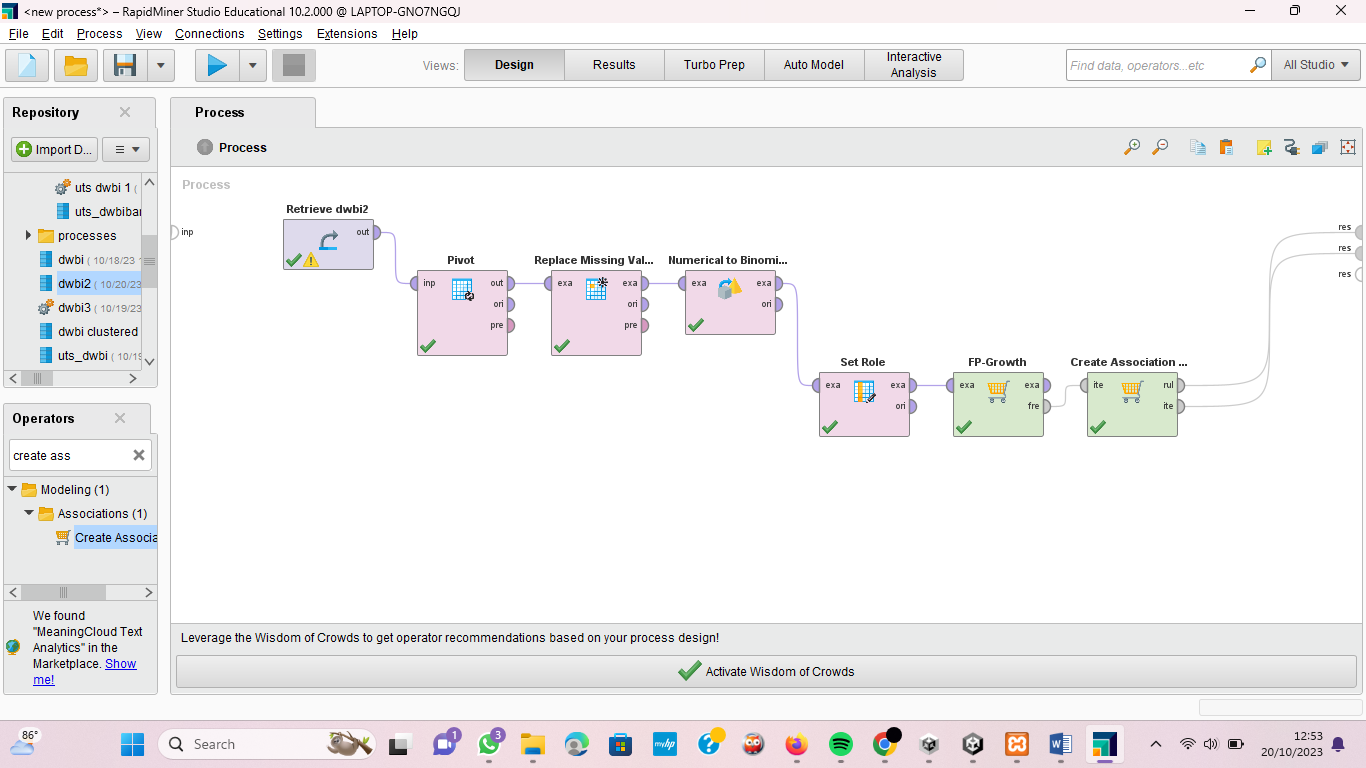 <new process*> – RapidMiner Studio Educational 10.2.000 @ LAPTOP-GNO7NGQJ
File Edit Process View Connections Settings Extensions Help
Views: Design Results Turbo Prep Auto Model Interactive Analysis
Find data, operators...etc All Studio
Repository
Import D...
uts dwbi 1 (
uts_dwbibar
processes
dwbi ( 10/18/23
dwbi2 ( 10/20/23
dwbi3 ( 10/19/23
dwbi clustered
uts_dwbi ( 10/19
Operators
create ass
Modeling (1)
Associations (1)
Create Associa
We found
"MeaningCloud Text
Analytics" in the
Marketplace. Show
me!
Process
Process
Process
inp
Retrieve dwbi2
out
Pivot
inp out
ori
pre
Replace Missing Val...
exa exa
ori
pre
Numerical to Binomi...
exa exa
ori
Set Role
exa exa
ori
FP-Growth
exa exa
fre
Create Association ...
ite rul
ite
res
res
res
Leverage the Wisdom of Crowds to get operator recommendations based on your process design!
Activate Wisdom of Crowds
86°
Search
1
3
myhp
12:53
20/10/2023